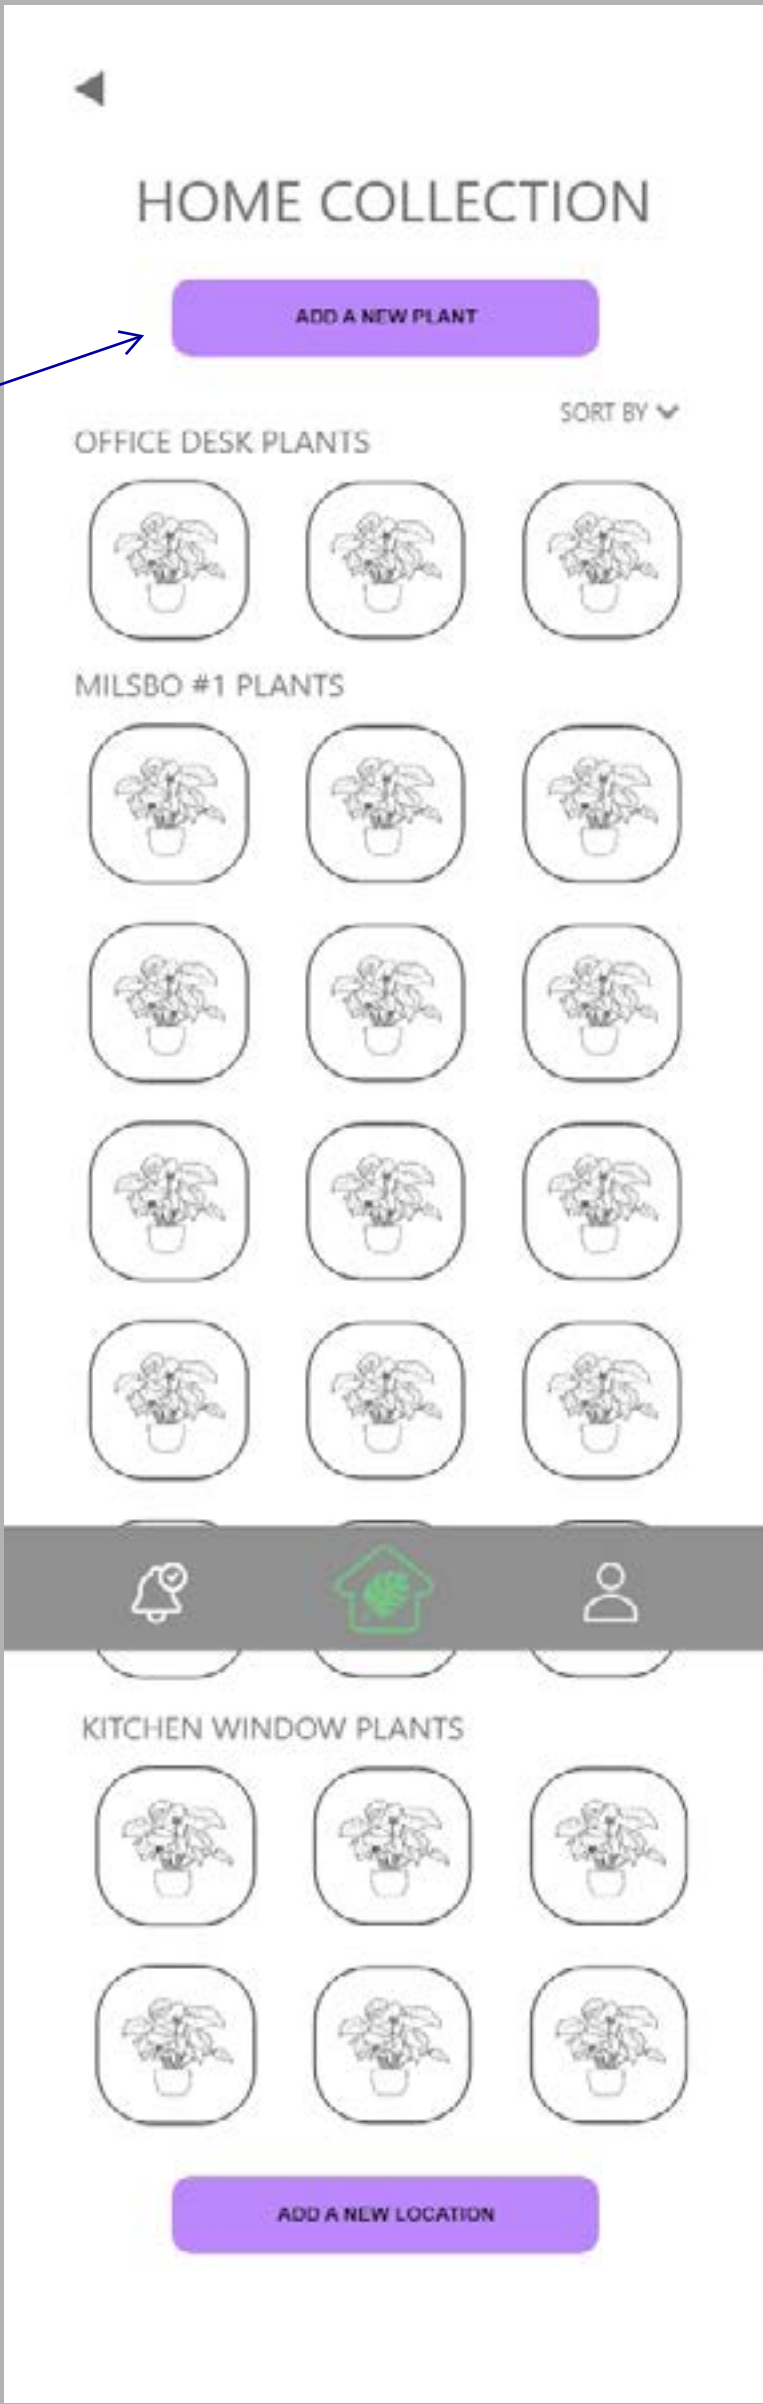 HOME COLLECTION
ADD A NEW PLANT
SORT BY
OFFICE DESK PLANTS
MILSBO #1 PLANTS
KITCHEN WINDOW PLANTS
ADD A NEW LOCATION